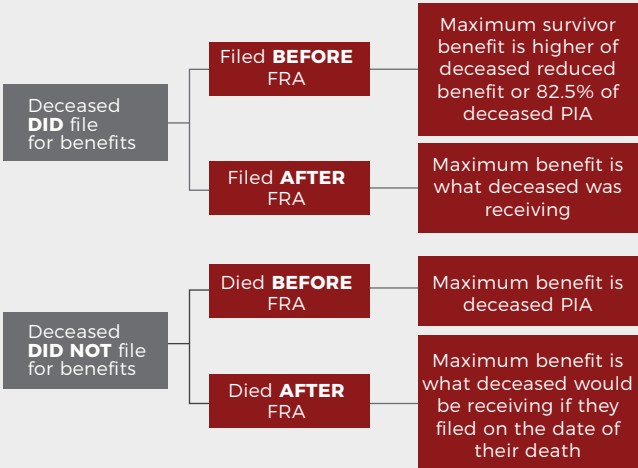 Deceased
DID file
for benefits
Filed BEFORE
FRA
Maximum survivor
benefit is higher of
deceased reduced
benefit or 82.5% of
deceased PIA
Filed AFTER
FRA
Maximum benefit is
what deceased was
receiving
Deceased
DID NOT file
for benefits
Died BEFORE
FRA
Maximum benefit is
deceased PIA
Died AFTER
FRA
Maximum benefit is
what deceased would
be receiving if they
filed on the date of
their death